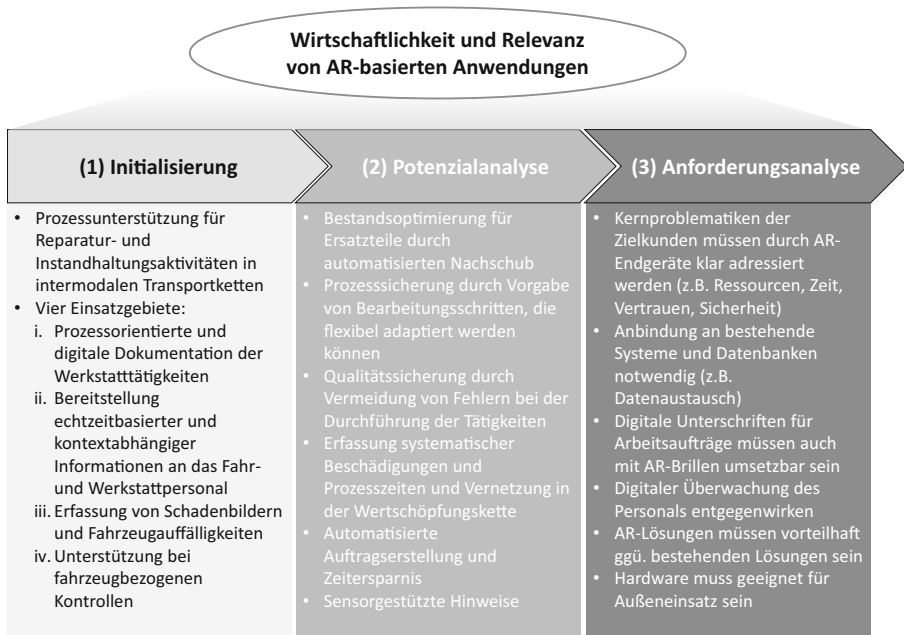 Wirtschaftlichkeit und Relevanz
von AR-basierten Anwendungen
(1) Initialisierung
• Prozessunterstützung für
Reparatur- und
Instandhaltungsaktivitäten in
intermodalen Transportketten
• Vier Einsatzgebiete:
i. Prozessorientierte und
digitale Dokumentation der
Werkstatttätigkeiten
ii. Bereitstellung
echtzeitbasierter und
kontextabhängiger
Informationen an das Fahr-
und Werkstattpersonal
iii. Erfassung von Schadenbildern
und Fahrzeugauffälligkeiten
iv. Unterstützung bei
fahrzeugbezogenen
Kontrollen
(2) Potenzialanalyse
• Bestandsoptimierung für
Ersatzteile durch
automatisierten Nachschub
• Prozesssicherung durch Vorgabe
von Bearbeitungsschritten, die
flexibel adaptiert werden
können
• Qualitätssicherung durch
Vermeidung von Fehlern bei der
Durchführung der Tätigkeiten
• Erfassung systematischer
Beschädigungen und
Prozesszeiten und Vernetzung in
der Wertschöpfungskette
• Automatisierte
Auftragserstellung und
Zeitersparnis
• Sensorgestützte Hinweise
(3) Anforderungsanalyse
• Kernproblematiken der
Zielkunden müssen durch AR-
Endgeräte klar adressiert
werden (z.B. Ressourcen, Zeit,
Vertrauen, Sicherheit)
• Anbindung an bestehende
Systeme und Datenbanken
notwendig (z.B.
Datenaustausch)
• Digitale Unterschriften für
Arbeitsaufträge müssen auch
mit AR-Brillen umsetzbar sein
• Digitaler Überwachung des
Personals entgegenwirken
• AR-Lösungen müssen vorteilhaft
ggü. bestehenden Lösungen sein
• Hardware muss geeignet für
Außeneinsatz sein